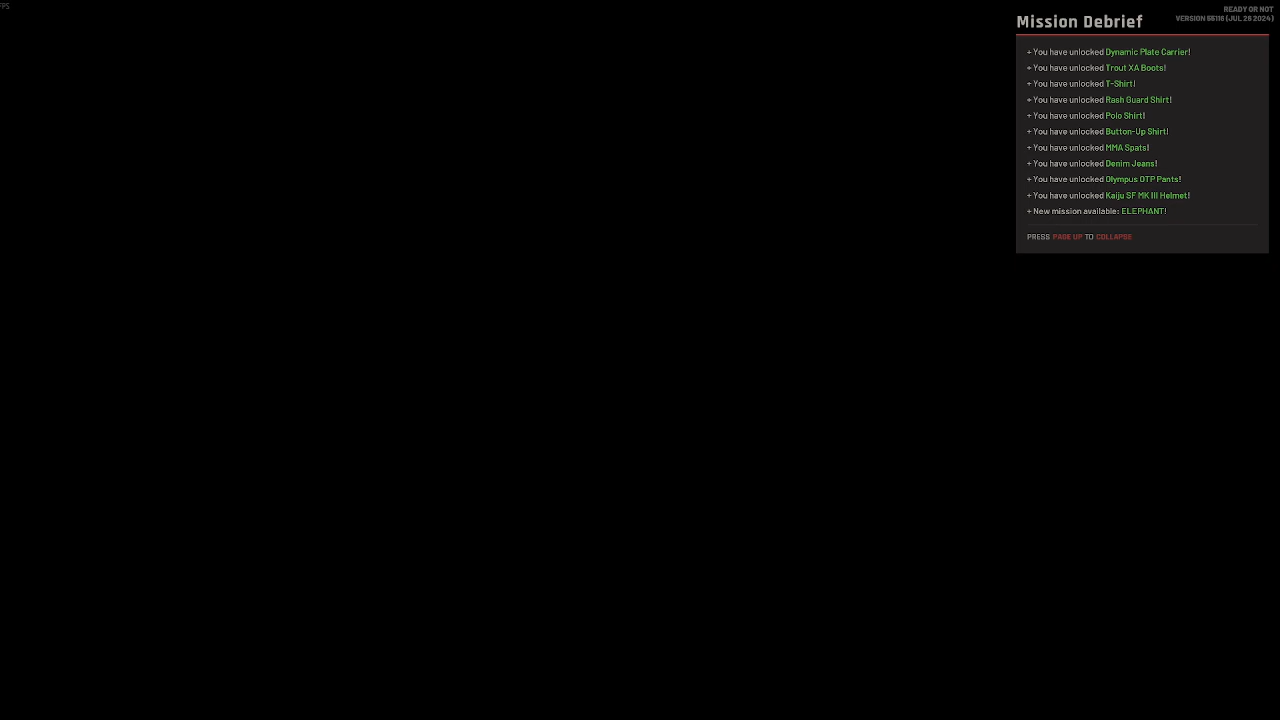 FPS
READY OR NOT
VERSION 55116 (JUL 26 2024)
Mission Debrief
+ You have unlocked Dynamic Plate Carrier!
+ You have unlocked Trout XA Boots!
+ You have unlocked T-Shirt!
+ You have unlocked Rash Guard Shirt!
+ You have unlocked Polo Shirt!
+ You have unlocked Button-Up Shirt!
+ You have unlocked MMA Spats!
+ You have unlocked Denim Jeans!
+ You have unlocked Olympus OTP Pants!
+ You have unlocked Kaiju SF MK III Helmet!
+ New mission available: ELEPHANT!
PRESS PAGE UP TO COLLAPSE